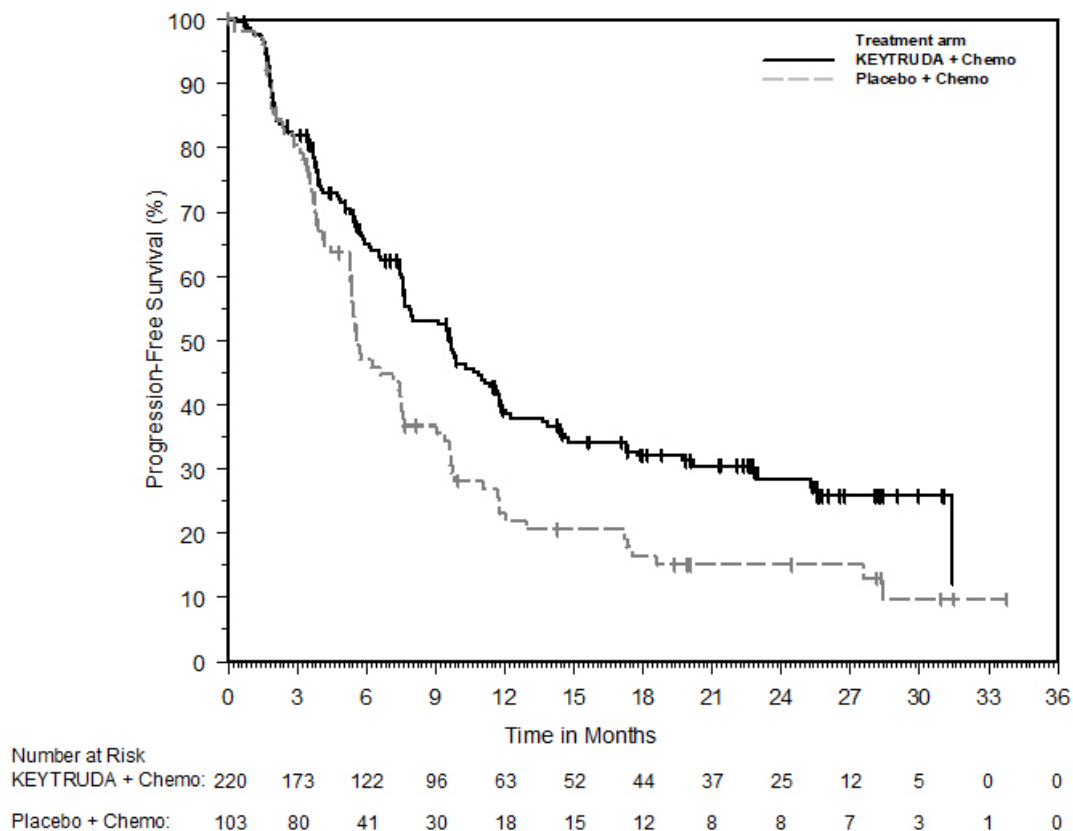 Treatment arm
KEYTRUDA + Chemo
Placebo + Chemo
Progression-Free Survival (%)
100
90
80
70
60
50
40
30
20
10
0
0 3 6 9 12 15 18 21 24 27 30 33 36
Time in Months
Number at Risk
KEYTRUDA + Chemo: 220 173 122 96 63 52 44 37 25 12 5 0 0
Placebo + Chemo: 103 80 41 30 18 15 12 8 8 7 3 1 0